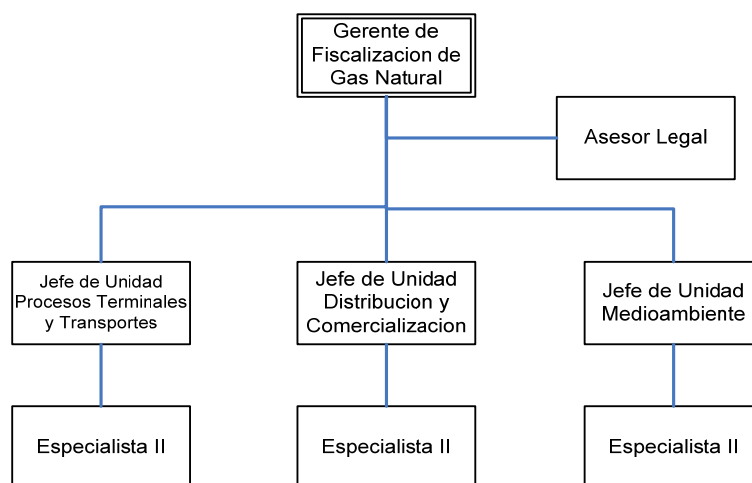 Gerente de
Fiscalizacion de
Gas Natural
Asesor Legal
Jefe de Unidad
Procesos Terminales
y Transportes
Jefe de Unidad
Distribucion y
Comercializacion
Jefe de Unidad
Medioambiente
Especialista II
Especialista II
Especialista II